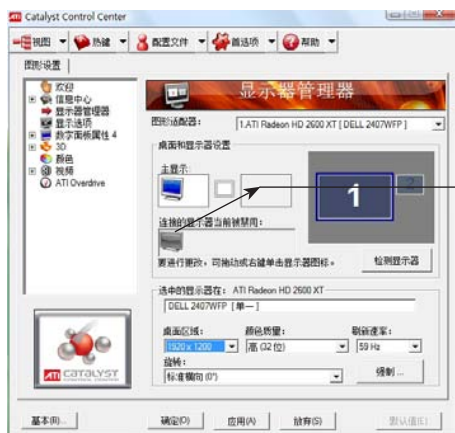 Catalyst Control Center
视图 热键 配置文件 首选项 帮助
图形设置
欢迎
信息中心
显示器管理器
显示选项
数字面板属性 4
3D
颜色
视频
ATI Overdrive
显示器管理器
图形适配器: 1.ATI Radeon HD 2600 XT [ DELL 2407WFP ]
桌面和显示器设置
主显示:
1
2
连接的显示器当前被禁用:
要进行更改,可拖动或右键单击显示器图标。
检测显示器
选中的显示器在: ATI Radeon HD 2600 XT
DELL 2407WFP [ 单一 ]
桌面区域: 颜色质量: 刷新速率:
1920 x 1200 高 (32 位) 59 Hz
旋转:
标准横向 (0°) 强制 ...
ATI CATALYST
基本(B)... 确定(O) 应用(A) 放弃(S) 默认值(E)